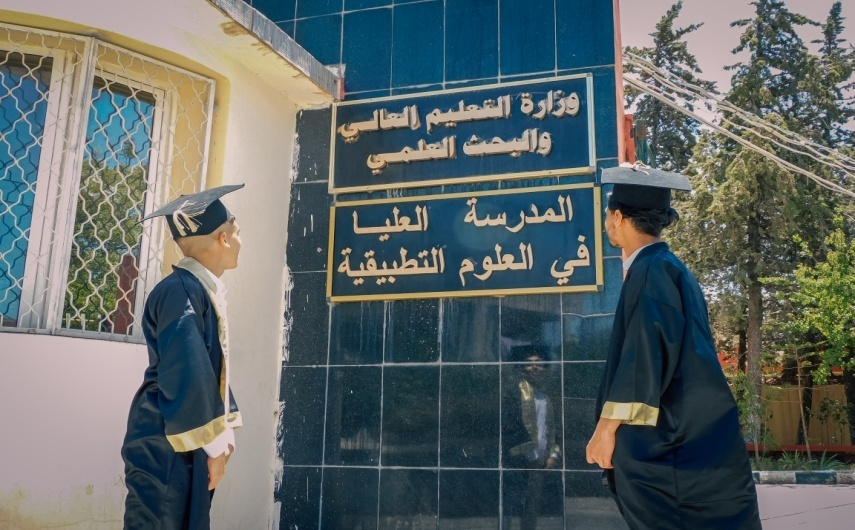 وزارة التعليم العالي
والبحث العلمي
المدرسة العليا
في العلوم التطبيقية